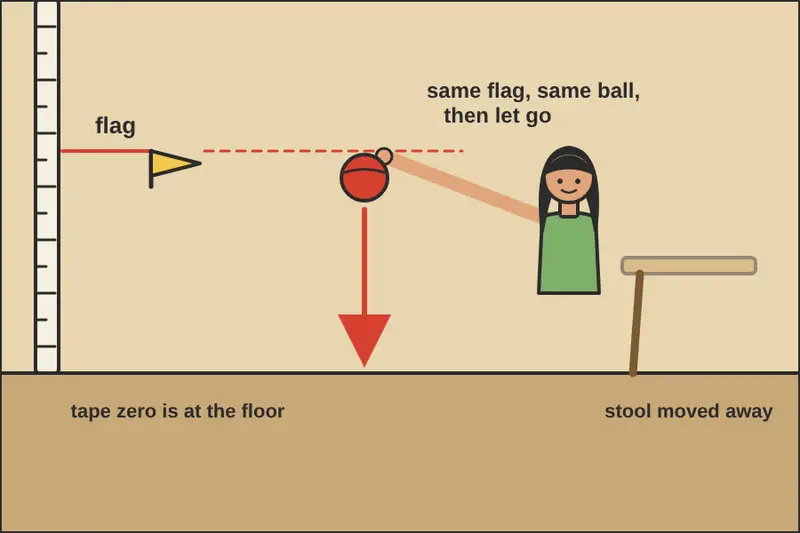 same flag, same ball,
then let go
flag
tape zero is at the floor
stool moved away